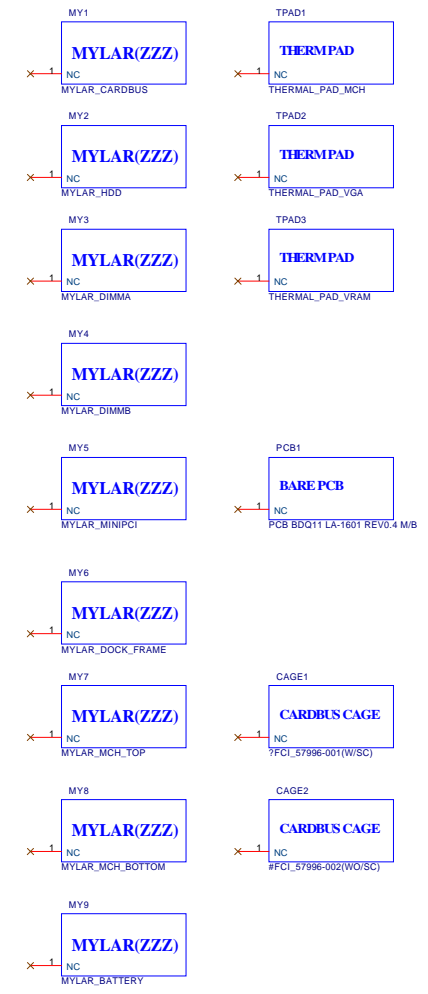 MY1
MYLAR(ZZZ)
1
NC
MYLAR_CARDBUS
TPAD1
THERM PAD
1
NC
THERMAL_PAD_MCH
MY2
MYLAR(ZZZ)
1
NC
MYLAR_HDD
TPAD2
THERM PAD
1
NC
THERMAL_PAD_VGA
MY3
MYLAR(ZZZ)
1
NC
MYLAR_DIMMA
TPAD3
THERM PAD
1
NC
THERMAL_PAD_VRAM
MY4
MYLAR(ZZZ)
1
NC
MYLAR_DIMMB
MY5
MYLAR(ZZZ)
1
NC
MYLAR_MINIPCI
PCB1
BARE PCB
1
NC
PCB BDQ11 LA-1601 REV0.4 M/B
MY6
MYLAR(ZZZ)
1
NC
MYLAR_DOCK_FRAME
MY7
MYLAR(ZZZ)
1
NC
MYLAR_MCH_TOP
CAGE1
CARDBUS CAGE
1
NC
?FCI_57996-001(W/SC)
MY8
MYLAR(ZZZ)
1
NC
MYLAR_MCH_BOTTOM
CAGE2
CARDBUS CAGE
1
NC
#FCI_57996-002(WO/SC)
MY9
MYLAR(ZZZ)
1
NC
MYLAR_BATTERY